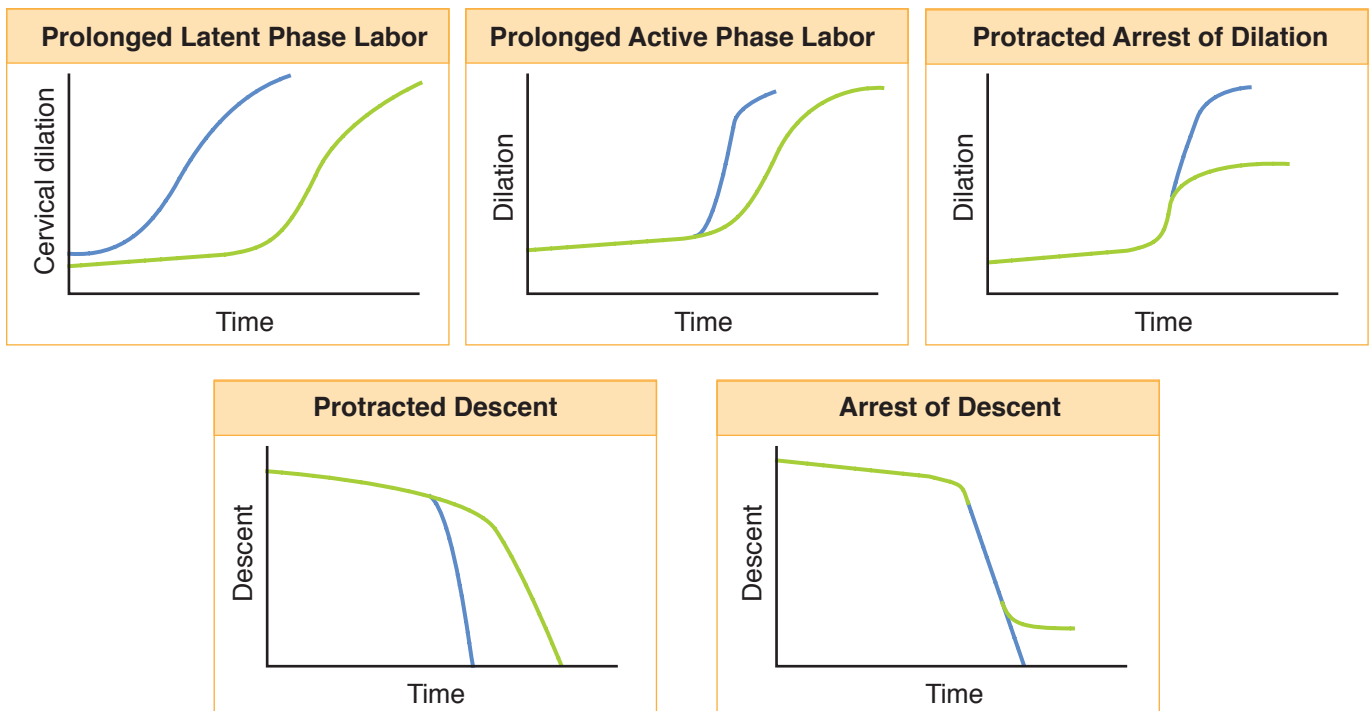 Prolonged Latent Phase Labor
Cervical dilation
Time
Prolonged Active Phase Labor
Dilation
Time
Protracted Arrest of Dilation
Dilation
Time
Protracted Descent
Descent
Time
Arrest of Descent
Descent
Time